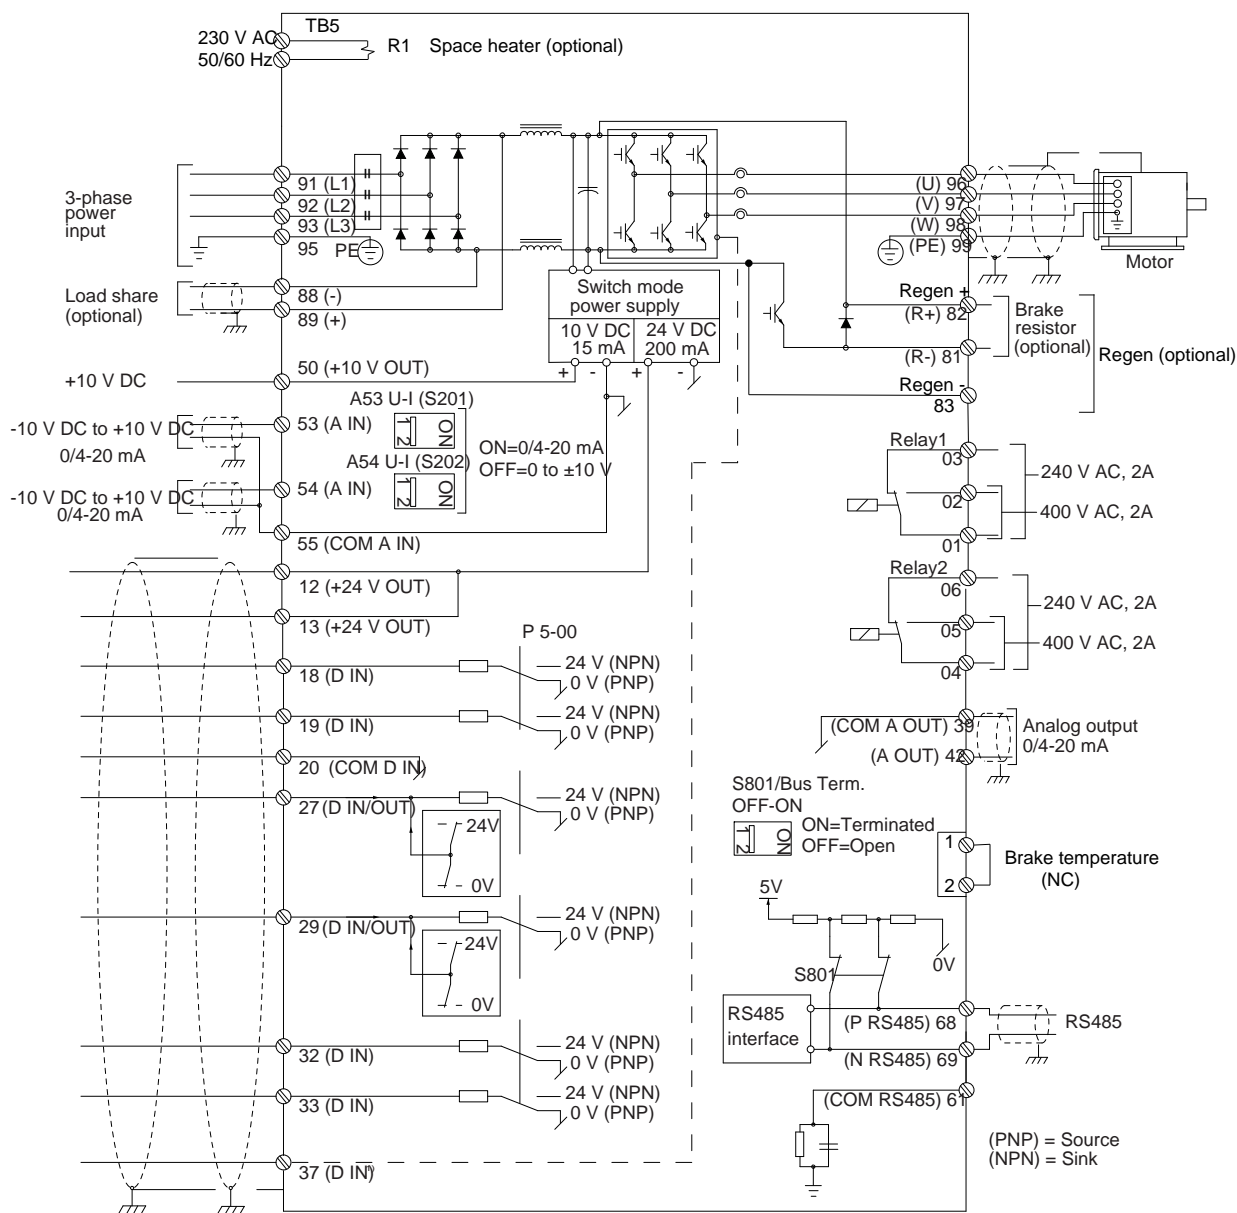 TB5
230 V AC
50/60 Hz
R1 Space heater (optional)
3-phase
power
input
91 (L1)
92 (L2)
93 (L3)
95 PE
(U) 96
(V) 97
(W) 98
(PE) 99
Motor
Load share
(optional)
88 (-)
89 (+)
Switch mode
power supply
10 V DC
15 mA
24 V DC
200 mA
+ - + -
Regen +
(R+) 82
Brake
resistor
(optional)
Regen (optional)
(R-) 81
Regen -
83
+10 V DC
50 (+10 V OUT)
A53 U-I (S201)
1 2
ON
-10 V DC to +10 V DC
0/4-20 mA
53 (A IN)
ON=0/4-20 mA
OFF=0 to ±10 V
A54 U-I (S202)
1 2
ON
-10 V DC to +10 V DC
0/4-20 mA
54 (A IN)
55 (COM A IN)
Relay1
03
240 V AC, 2A
02
400 V AC, 2A
01
12 (+24 V OUT)
13 (+24 V OUT)
Relay2
06
240 V AC, 2A
05
400 V AC, 2A
04
P 5-00
18 (D IN)
24 V (NPN)
0 V (PNP)
19 (D IN)
24 V (NPN)
0 V (PNP)
20 (COM D IN)
27 (D IN/OUT)
24 V (NPN)
0 V (PNP)
24V
0V
29 (D IN/OUT)
24 V (NPN)
0 V (PNP)
24V
0V
32 (D IN)
24 V (NPN)
0 V (PNP)
33 (D IN)
24 V (NPN)
0 V (PNP)
37 (D IN)
(COM A OUT) 39
Analog output
0/4-20 mA
(A OUT) 42
S801/Bus Term.
OFF-ON
1 2
ON
ON=Terminated
OFF=Open
1
2
Brake temperature
(NC)
5V
0V
S801
RS485
interface
(P RS485) 68
RS485
(N RS485) 69
(COM RS485) 61
(PNP) = Source
(NPN) = Sink